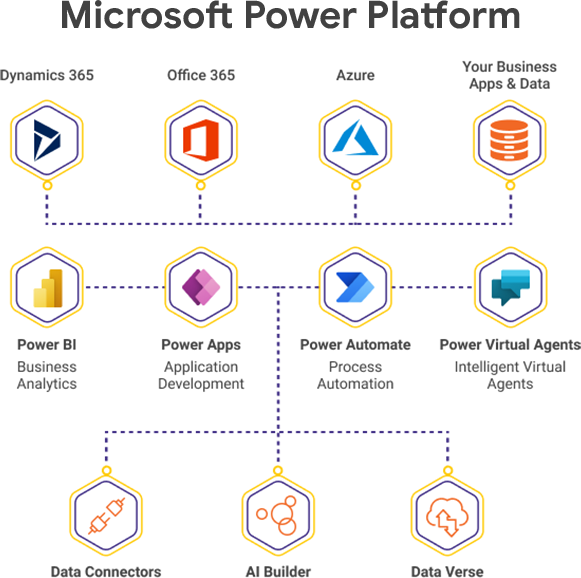 Microsoft Power Platform
Dynamics 365
Office 365
Azure
Your Business
Apps & Data
Power BI
Business
Analytics
Power Apps
Application
Development
Power Automate
Process
Automation
Power Virtual Agents
Intelligent Virtual
Agents
Data Connectors
AI Builder
Data Verse